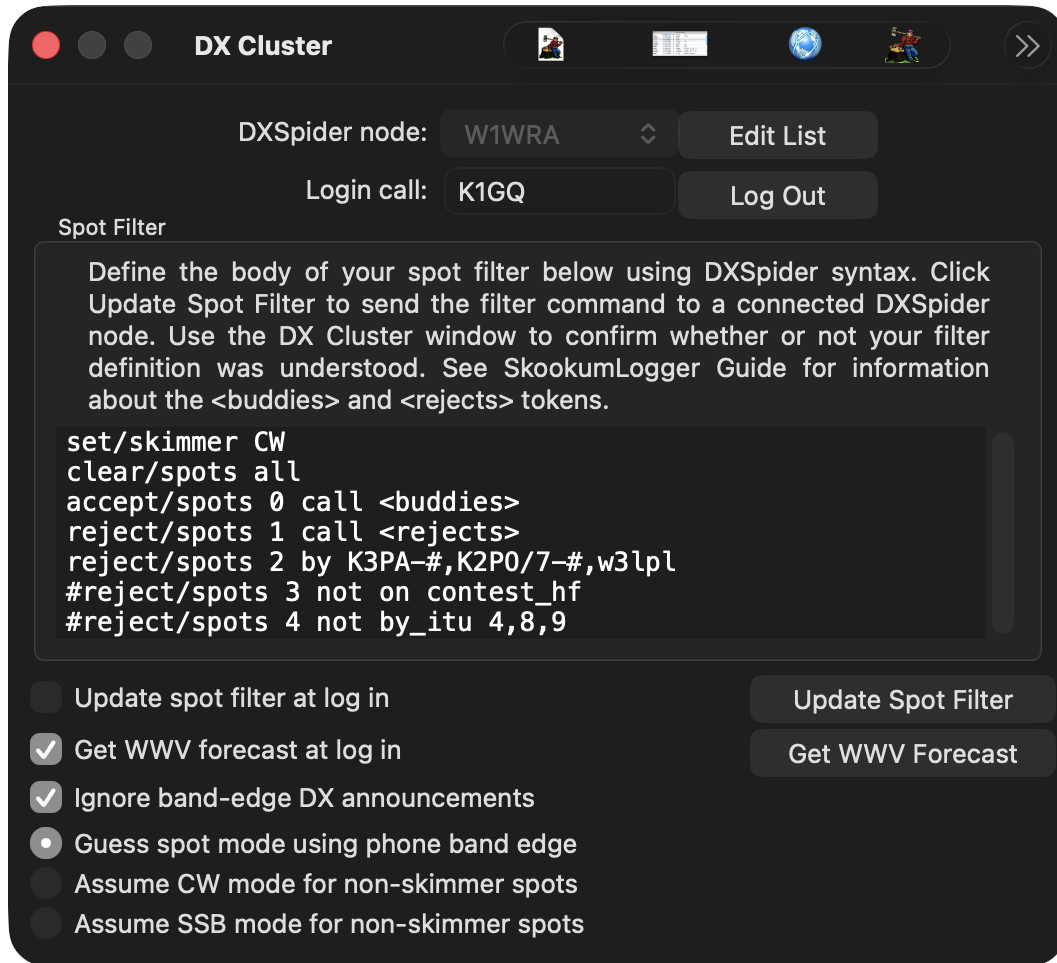 DX Cluster
DXSpider node: W1WRA Edit List
Login call: K1GQ Log Out
Spot Filter
Define the body of your spot filter below using DXSpider syntax. Click
Update Spot Filter to send the filter command to a connected DXSpider
node. Use the DX Cluster window to confirm whether or not your filter
definition was understood. See SkookumLogger Guide for information
about the <buddies> and <rejects> tokens.
set/skimmer CW
clear/spots all
accept/spots 0 call <buddies>
reject/spots 1 call <rejects>
reject/spots 2 by K3PA-#,K2PO/7-#,w3lpl
#reject/spots 3 not on contest_hf
#reject/spots 4 not by_itu 4,8,9
Update spot filter at log in Update Spot Filter
Get WWV forecast at log in Get WWV Forecast
Ignore band-edge DX announcements
Guess spot mode using phone band edge
Assume CW mode for non-skimmer spots
Assume SSB mode for non-skimmer spots